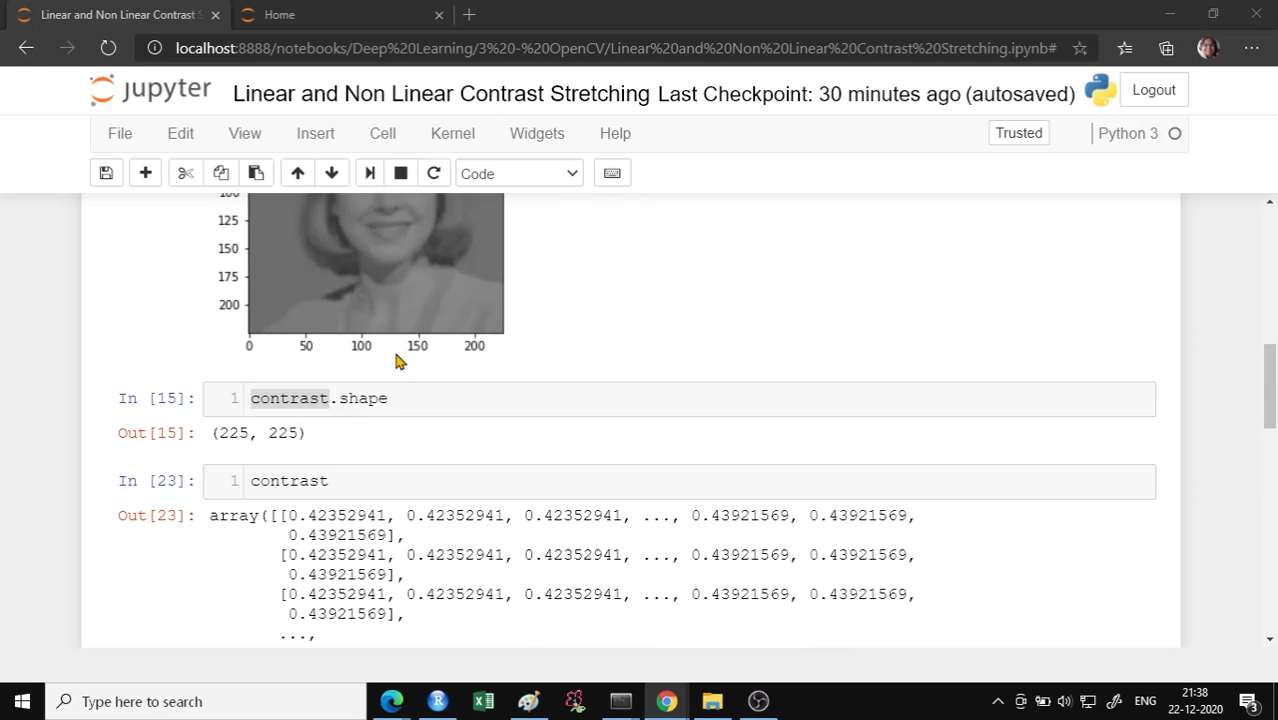 Linear and Non Linear Contrast S
Home
localhost:8888/notebooks/Deep%20Learning/3%20-%20OpenCV/Linear%20and%20Non%20Linear%20Contrast%20Stretching.ipynb#
jupyter Linear and Non Linear Contrast Stretching Last Checkpoint: 30 minutes ago (autosaved) Logout
File Edit View Insert Cell Kernel Widgets Help Trusted Python 3
Code
100
125
150
175
200
0 50 100 150 200
In [15]: 1 contrast.shape
Out[15]: (225, 225)
In [23]: 1 contrast
Out[23]: array([[0.42352941, 0.42352941, 0.42352941, ..., 0.43921569, 0.43921569,
0.43921569],
[0.42352941, 0.42352941, 0.42352941, ..., 0.43921569, 0.43921569,
0.43921569],
[0.42352941, 0.42352941, 0.42352941, ..., 0.43921569, 0.43921569,
0.43921569],
...,
Type here to search
ENG
21:38
22-12-2020
3